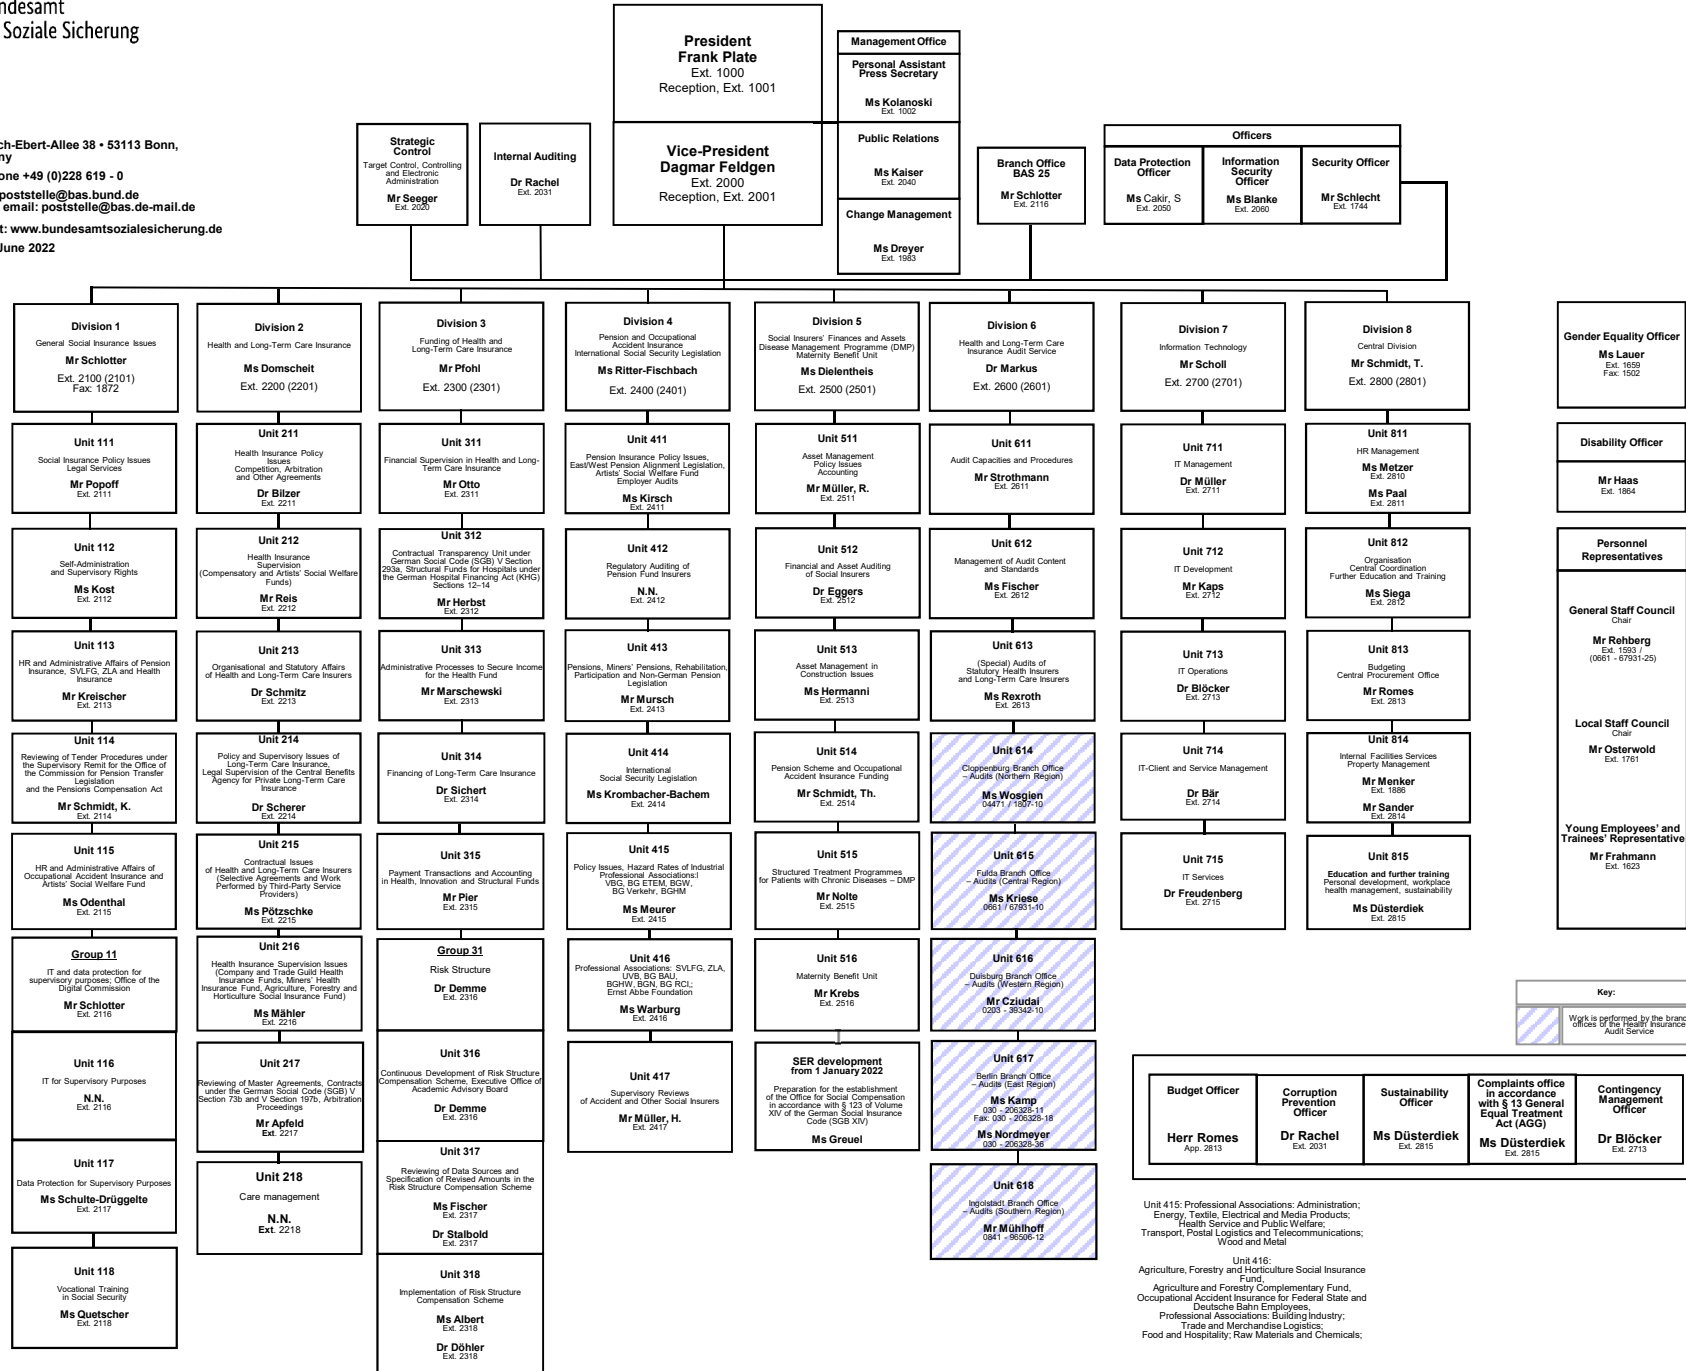 ndesamt
Soziale Sicherung
ch-Ebert-Allee 38 • 53113 Bonn,
ny
one +49 (0)228 619 - 0
poststelle@bas.bund.de
email: poststelle@bas.de-mail.de
t: www.bundesamtsozialesicherung.de
June 2022
President
Frank Plate
Ext. 1000
Reception, Ext. 1001
Vice-President
Dagmar Feldgen
Ext. 2000
Reception, Ext. 2001
Management Office
Personal Assistant
Press Secretary
Ms Kolanoski
Ext. 1002
Public Relations
Ms Kaiser
Ext. 2040
Change Management
Ms Dreyer
Ext. 1983
Strategic
Control
Target Control, Controlling
and Electronic
Administration
Mr Seeger
Ext. 2020
Internal Auditing
Dr Rachel
Ext. 2031
Branch Office
BAS 25
Mr Schlotter
Ext. 2116
Officers
Data Protection
Officer
Ms Cakir, S
Ext. 2050
Information
Security
Officer
Ms Blanke
Ext. 2060
Security Officer
Mr Schlecht
Ext. 1744
Division 1
General Social Insurance Issues
Mr Schlotter
Ext. 2100 (2101)
Fax: 1872
Unit 111
Social Insurance Policy Issues
Legal Services
Mr Popoff
Ext. 2111
Unit 112
Self-Administration
and Supervisory Rights
Ms Kost
Ext. 2112
Unit 113
HR and Administrative Affairs of Pension
Insurance, SVLFG, ZLA and Health
Insurance
Mr Kreischer
Ext. 2113
Unit 114
Reviewing of Tender Procedures under
the Supervisory Remit for the Office of
the Commission for Pension Transfer
Legislation
and the Pensions Compensation Act
Mr Schmidt, K.
Ext. 2114
Unit 115
HR and Administrative Affairs of
Occupational Accident Insurance and
Artists' Social Welfare Fund
Ms Odenthal
Ext. 2115
Group 11
IT and data protection for
supervisory purposes; Office of the
Digital Commission
Mr Schlotter
Ext. 2116
Unit 116
IT for Supervisory Purposes
N.N.
Ext. 2116
Unit 117
Data Protection for Supervisory Purposes
Ms Schulte-Drüggelte
Ext. 2117
Unit 118
Vocational Training
in Social Security
Ms Quetscher
Ext. 2118
Division 2
Health and Long-Term Care Insurance
Ms Domscheit
Ext. 2200 (2201)
Unit 211
Health Insurance Policy
Issues
Competition, Arbitration
and Other Agreements
Dr Bilzer
Ext. 2211
Unit 212
Health Insurance
Supervision
(Compensatory and Artists' Social Welfare
Funds)
Mr Reis
Ext. 2212
Unit 213
Organisational and Statutory Affairs
of Health and Long-Term Care Insurers
Dr Schmitz
Ext. 2213
Unit 214
Policy and Supervisory Issues of
Long-Term Care Insurance,
Legal Supervision of the Central Benefits
Agency for Private Long-Term Care
Insurance
Dr Scherer
Ext. 2214
Unit 215
Contractual Issues
of Health and Long-Term Care Insurers
(Selective Agreements and Work
Performed by Third-Party Service
Providers)
Ms Pötzschke
Ext. 2215
Unit 216
Health Insurance Supervision Issues
(Company and Trade Guild Health
Insurance Funds, Miners' Health
Insurance Fund, Agriculture, Forestry and
Horticulture Social Insurance Fund)
Ms Mähler
Ext. 2216
Unit 217
Reviewing of Master Agreements, Contracts
under the German Social Code (SGB) V
Section 73b and V Section 197b, Arbitration
Proceedings
Mr Apfeld
Ext. 2217
Unit 218
Care management
N.N.
Ext. 2218
Division 3
Funding of Health and
Long-Term Care Insurance
Mr Pfohl
Ext. 2300 (2301)
Unit 311
Financial Supervision in Health and Long-
Term Care Insurance
Mr Otto
Ext. 2311
Unit 312
Contractual Transparency Unit under
German Social Code (SGB) V Section
293a, Structural Funds for Hospitals under
the German Hospital Financing Act (KHG)
Sections 12–14
Mr Herbst
Ext. 2312
Unit 313
Administrative Processes to Secure Income
for the Health Fund
Mr Marschewski
Ext. 2313
Unit 314
Financing of Long-Term Care Insurance
Dr Sichert
Ext. 2314
Unit 315
Payment Transactions and Accounting
in Health, Innovation and Structural Funds
Mr Pier
Ext. 2315
Group 31
Risk Structure
Dr Demme
Ext. 2316
Unit 316
Continuous Development of Risk Structure
Compensation Scheme, Executive Office of
Academic Advisory Board
Dr Demme
Ext. 2316
Unit 317
Reviewing of Data Sources and
Specification of Revised Amounts in the
Risk Structure Compensation Scheme
Ms Fischer
Ext. 2317
Dr Stalbold
Ext. 2317
Unit 318
Implementation of Risk Structure
Compensation Scheme
Ms Albert
Ext. 2318
Dr Döhler
Ext. 2318
Division 4
Pension and Occupational
Accident Insurance
International Social Security Legislation
Ms Ritter-Fischbach
Ext. 2400 (2401)
Unit 411
Pension Insurance Policy Issues,
East/West Pension Alignment Legislation,
Artists' Social Welfare Fund
Employer Audits
Ms Kirsch
Ext. 2411
Unit 412
Regulatory Auditing of
Pension Fund Insurers
N.N.
Ext. 2412
Unit 413
Pensions, Miners' Pensions, Rehabilitation,
Participation and Non-German Pension
Legislation
Mr Mursch
Ext. 2413
Unit 414
International
Social Security Legislation
Ms Krombacher-Bachem
Ext. 2414
Unit 415
Policy Issues, Hazard Rates of Industrial
Professional Associations:l
VBG, BG ETEM, BGW,
BG Verkehr, BGHM
Ms Meurer
Ext. 2415
Unit 416
Professional Associations: SVLFG, ZLA,
UVB, BG BAU,
BGHW, BGN, BG RCI,;
Ernst Abbe Foundation
Ms Warburg
Ext. 2416
Unit 417
Supervisory Reviews
of Accident and Other Social Insurers
Mr Müller, H.
Ext. 2417
Division 5
Social Insurers' Finances and Assets
Disease Management Programme (DMP)
Maternity Benefit Unit
Ms Dielentheis
Ext. 2500 (2501)
Unit 511
Asset Management
Policy Issues
Accounting
Mr Müller, R.
Ext. 2511
Unit 512
Financial and Asset Auditing
of Social Insurers
Dr Eggers
Ext. 2512
Unit 513
Asset Management in
Construction Issues
Ms Hermanni
Ext. 2513
Unit 514
Pension Scheme and Occupational
Accident Insurance Funding
Mr Schmidt, Th.
Ext. 2514
Unit 515
Structured Treatment Programmes
for Patients with Chronic Diseases – DMP
Mr Nolte
Ext. 2515
Unit 516
Maternity Benefit Unit
Mr Krebs
Ext. 2516
SER development
from 1 January 2022
Preparation for the establishment
of the Office for Social Compensation
in accordance with § 123 of Volume
XIV of the German Social Insurance
Code (SGB XIV)
Ms Greuel
Division 6
Health and Long-Term Care
Insurance Audit Service
Dr Markus
Ext. 2600 (2601)
Unit 611
Audit Capacities and Procedures
Mr Strothmann
Ext. 2611
Unit 612
Management of Audit Content
and Standards
Ms Fischer
Ext. 2612
Unit 613
(Special) Audits of
Statutory Health Insurers
and Long-Term Care Insurers
Ms Rexroth
Ext. 2613
Unit 614
Cloppenburg Branch Office
– Audits (Northern Region)
Ms Wosgien
04471 / 1807-10
Unit 615
Fulda Branch Office
– Audits (Central Region)
Ms Kriese
0661 / 67931-10
Unit 616
Duisburg Branch Office
– Audits (Western Region)
Mr Cziudai
0203 - 39342-10
Unit 617
Berlin Branch Office
– Audits (East Region)
Ms Kamp
030 - 206328-11
Fax: 030 - 206328-18
Ms Nordmeyer
030 - 206328-36
Unit 618
Ingolstadt Branch Office
– Audits (Southern Region)
Mr Mühlhoff
0841 - 96506-12
Division 7
Information Technology
Mr Scholl
Ext. 2700 (2701)
Unit 711
IT Management
Dr Müller
Ext. 2711
Unit 712
IT Development
Mr Kaps
Ext. 2712
Unit 713
IT Operations
Dr Blöcker
Ext. 2713
Unit 714
IT-Client and Service Management
Dr Bär
Ext. 2714
Unit 715
IT Services
Dr Freudenberg
Ext. 2715
Division 8
Central Division
Mr Schmidt, T.
Ext. 2800 (2801)
Unit 811
HR Management
Ms Metzer
Ext. 2810
Ms Paal
Ext. 2811
Unit 812
Organisation
Central Coordination
Further Education and Training
Ms Siega
Ext. 2812
Unit 813
Budgeting
Central Procurement Office
Mr Romes
Ext. 2813
Unit 814
Internal Facilities Services
Property Management
Mr Menker
Ext. 1886
Mr Sander
Ext. 2814
Unit 815
Education and further training
Personal development, workplace
health management, sustainability
Ms Düsterdiek
Ext. 2815
Gender Equality Officer
Ms Lauer
Ext. 1659
Fax: 1502
Disability Officer
Mr Haas
Ext. 1864
Personnel
Representatives
General Staff Council
Chair
Mr Rehberg
Ext. 1593 /
(0661 - 67931-25)
Local Staff Council
Chair
Mr Osterwold
Ext. 1761
Young Employees' and
Trainees' Representative
Mr Frahmann
Ext. 1623
Key:
Work is performed by the branc
offices of the Health Insurance
Audit Service
Budget Officer
Herr Romes
App. 2813
Corruption
Prevention
Officer
Dr Rachel
Ext. 2031
Sustainability
Officer
Ms Düsterdiek
Ext. 2815
Complaints office
in accordance
with § 13 General
Equal Treatment
Act (AGG)
Ms Düsterdiek
Ext. 2815
Contingency
Management
Officer
Dr Blöcker
Ext. 2713
Unit 415: Professional Associations: Administration;
Energy, Textile, Electrical and Media Products;
Health Service and Public Welfare;
Transport, Postal Logistics and Telecommunications;
Wood and Metal
Unit 416:
Agriculture, Forestry and Horticulture Social Insurance
Fund,
Agriculture and Forestry Complementary Fund,
Occupational Accident Insurance for Federal State and
Deutsche Bahn Employees,
Professional Associations: Building Industry;
Trade and Merchandise Logistics;
Food and Hospitality; Raw Materials and Chemicals;